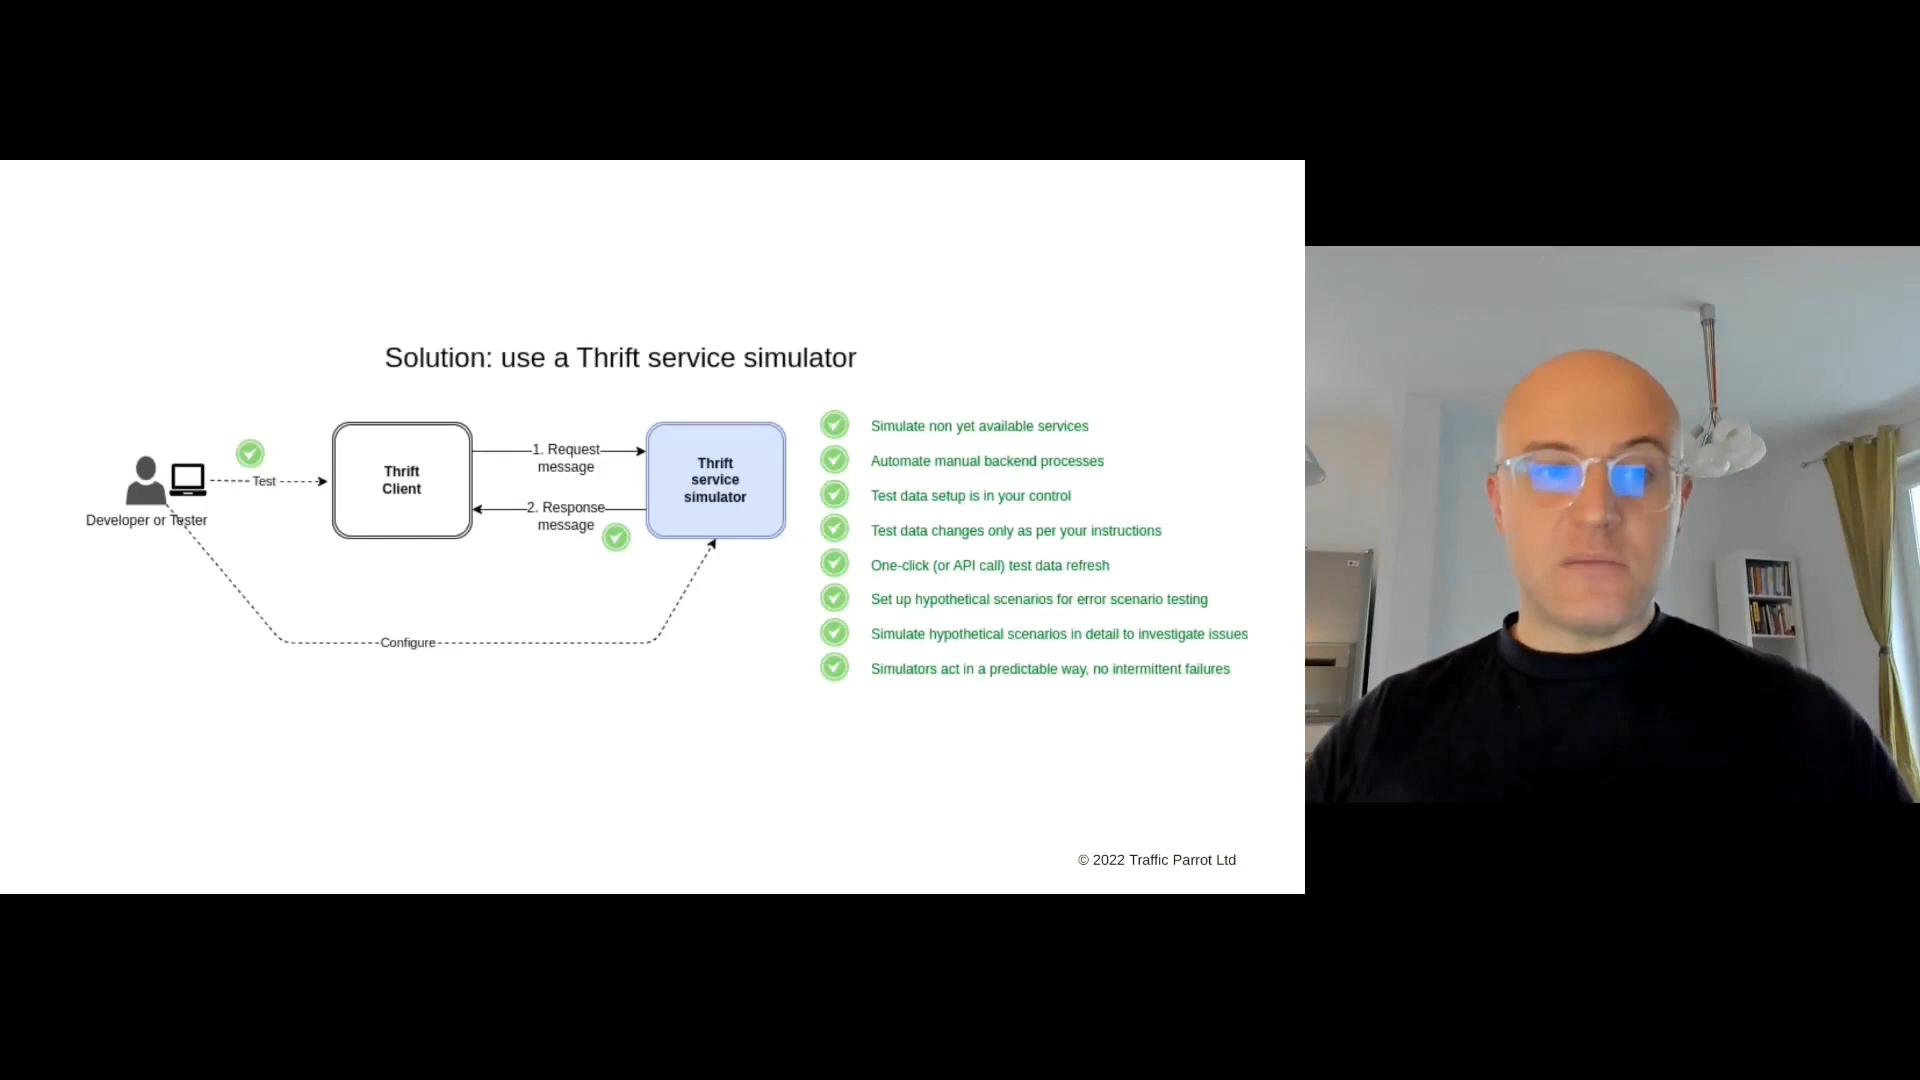 Solution: use a Thrift service simulator
Test
Developer or Tester
Thrift
Client
1. Request
message
2. Response
message
Thrift
service
simulator
Configure
Simulate non yet available services
Automate manual backend processes
Test data setup is in your control
Test data changes only as per your instructions
One-click (or API call) test data refresh
Set up hypothetical scenarios for error scenario testing
Simulate hypothetical scenarios in detail to investigate issues
Simulators act in a predictable way, no intermittent failures
© 2022 Traffic Parrot Ltd